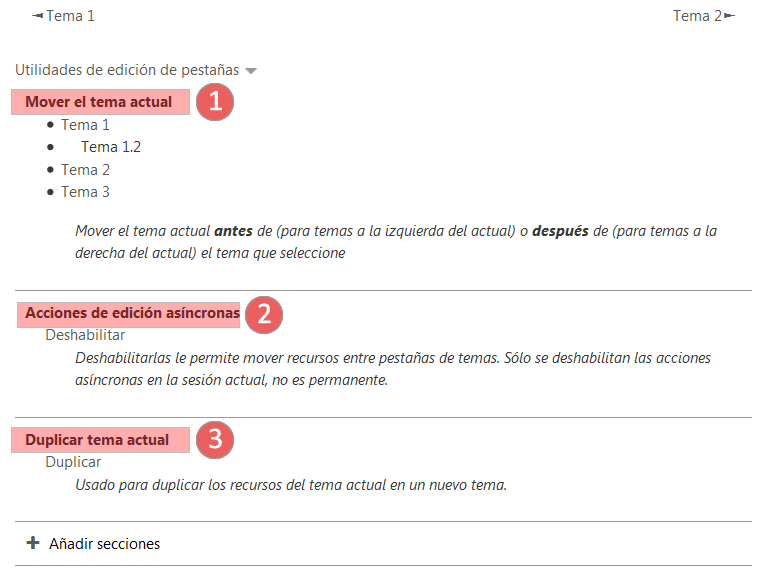 ◄ Tema 1
Tema 2 ►
Utilidades de edición de pestañas
Mover el tema actual 1
• Tema 1
• Tema 1.2
• Tema 2
• Tema 3
Mover el tema actual antes de (para temas a la izquierda del actual) o después de (para temas a la
derecha del actual) el tema que seleccione
Acciones de edición asíncronas 2
Deshabilitar
Deshabilitarlas le permite mover recursos entre pestañas de temas. Sólo se deshabilitan las acciones
asíncronas en la sesión actual, no es permanente.
Duplicar tema actual 3
Duplicar
Usado para duplicar los recursos del tema actual en un nuevo tema.
+ Añadir secciones